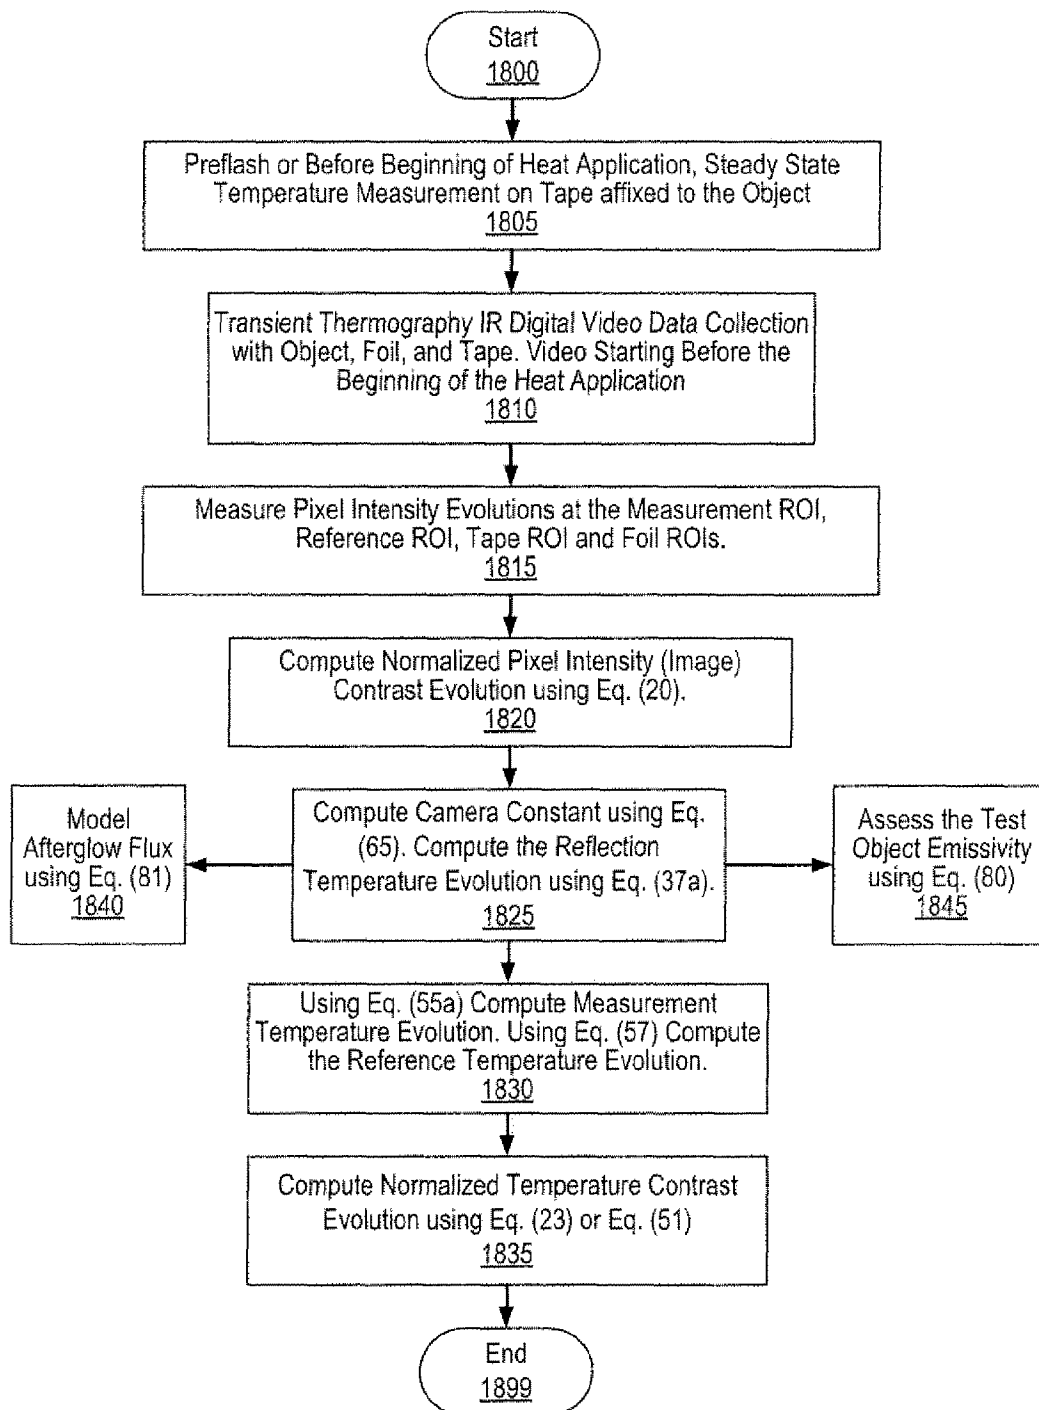 Start
1800
Preflash or Before Beginning of Heat Application, Steady State
Temperature Measurement on Tape affixed to the Object
1805
Transient Thermography IR Digital Video Data Collection
with Object, Foil, and Tape. Video Starting Before the
Beginning of the Heat Application
1810
Measure Pixel Intensity Evolutions at the Measurement ROI,
Reference ROI, Tape ROI and Foil ROIs.
1815
Compute Normalized Pixel Intensity (Image)
Contrast Evolution using Eq. (20).
1820
Model
Afterglow Flux
using Eq. (81)
1840
Compute Camera Constant using Eq.
(65). Compute the Reflection
Temperature Evolution using Eq. (37a).
1825
Assess the Test
Object Emissivity
using Eq. (80)
1845
Using Eq. (55a) Compute Measurement
Temperature Evolution. Using Eq. (57) Compute
the Reference Temperature Evolution.
1830
Compute Normalized Temperature Contrast
Evolution using Eq. (23) or Eq. (51)
1835
End
1899